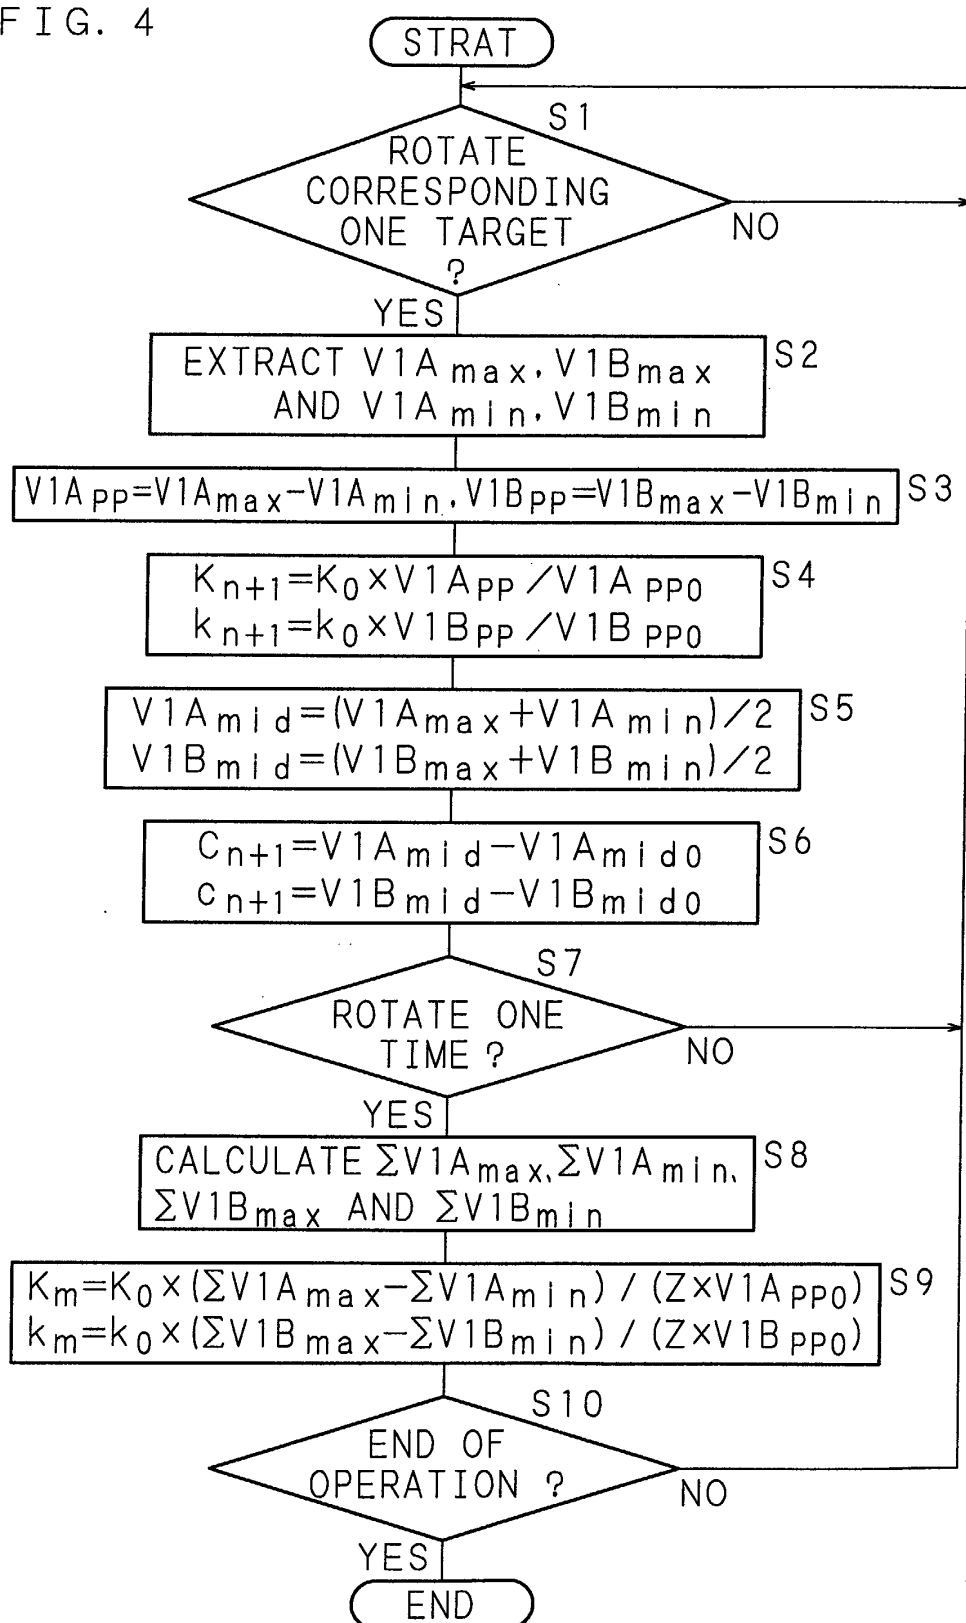 FIG. 4
STRAT
S1
ROTATE
CORRESPONDING
ONE TARGET
?
NO
YES
S2
EXTRACT V1Amax, V1Bmax
AND V1Amin, V1Bmin
V1APP=V1Amax-V1Amin, V1BPP=V1Bmax-V1Bmin
S3
S4
Kn+1=K0×V1APP/V1APP0
kn+1=k0×V1BPP/V1BPP0
S5
V1Amid=(V1Amax+V1Amin)/2
V1Bmid=(V1Bmax+V1Bmin)/2
S6
Cn+1=V1Amid-V1Amid0
cn+1=V1Bmid-V1Bmid0
S7
ROTATE ONE
TIME ?
NO
YES
S8
CALCULATE ΣV1Amax, ΣV1Amin,
ΣV1Bmax AND ΣV1Bmin
S9
Km=K0×(ΣV1Amax-ΣV1Amin)/(Z×V1APP0)
km=k0×(ΣV1Bmax-ΣV1Bmin)/(Z×V1BPP0)
S10
END OF
OPERATION ?
NO
YES
END